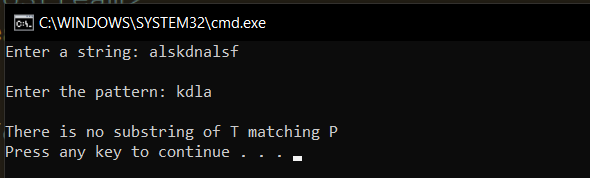 C:\WINDOWS\SYSTEM32\cmd.exe
Enter a string: alskdnalsf
Enter the pattern: kdla
There is no substring of T matching P
Press any key to continue . . .